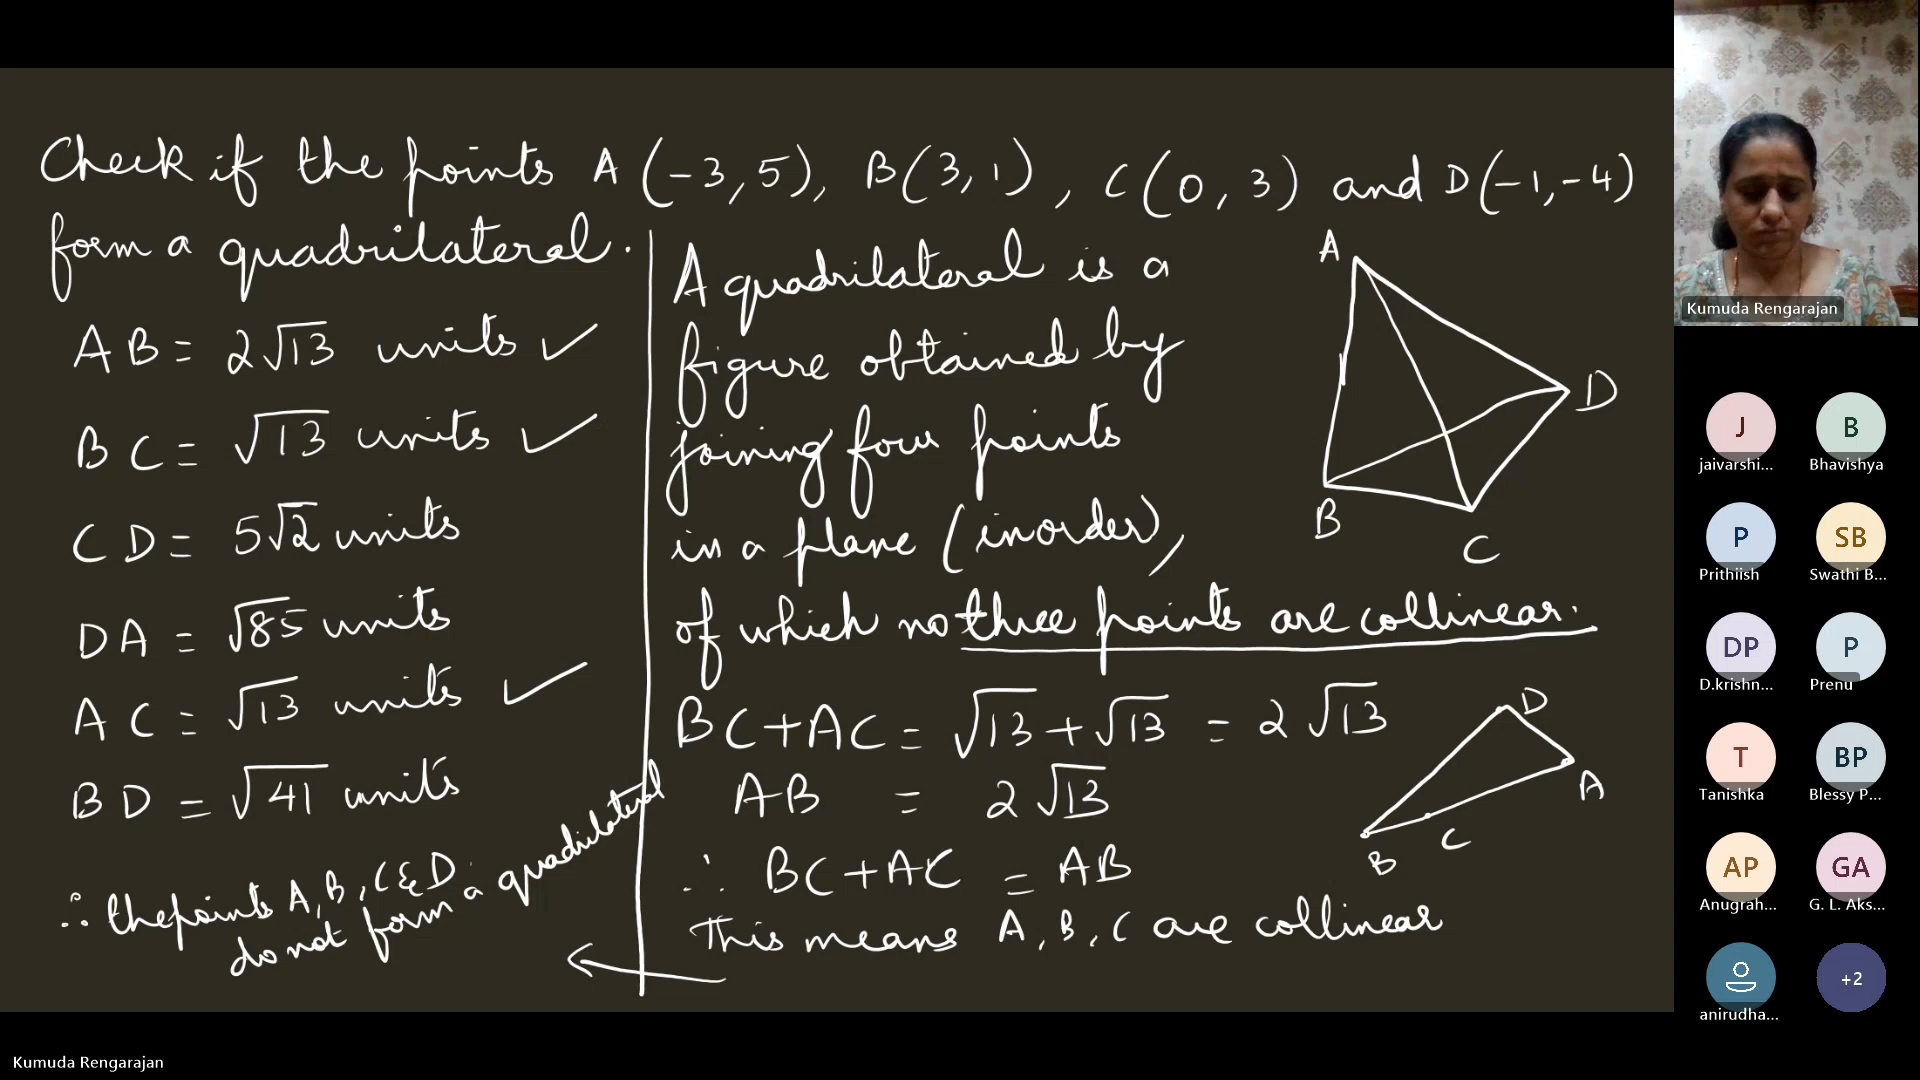 Check if the points A(-3,5), B(3,1), C(0,3) and D(-1,-4)
form a quadrilateral.
AB = 2√13 units ✓
BC = √13 units ✓
CD = 5√2 units
DA = √85 units
AC = √13 units ✓
BD = √41 units
∴ the points A, B, C & D
do not form a quadrilateral
A quadrilateral is a
figure obtained by
joining four points
in a plane (in order),
of which no three points are collinear.
BC + AC = √13 + √13 = 2√13
AB = 2√13
∴ BC + AC = AB
This means A, B, C are collinear
A
D
B
C
D
A
C
B
Kumuda Rengarajan
J
jaivarshi...
B
Bhavishya
P
Prithiish
SB
Swathi B...
DP
D.krishn...
P
Prenu
T
Tanishka
BP
Blessy P...
AP
Anugrah...
GA
G. L. Aks...
anirudha...
+2
Kumuda Rengarajan